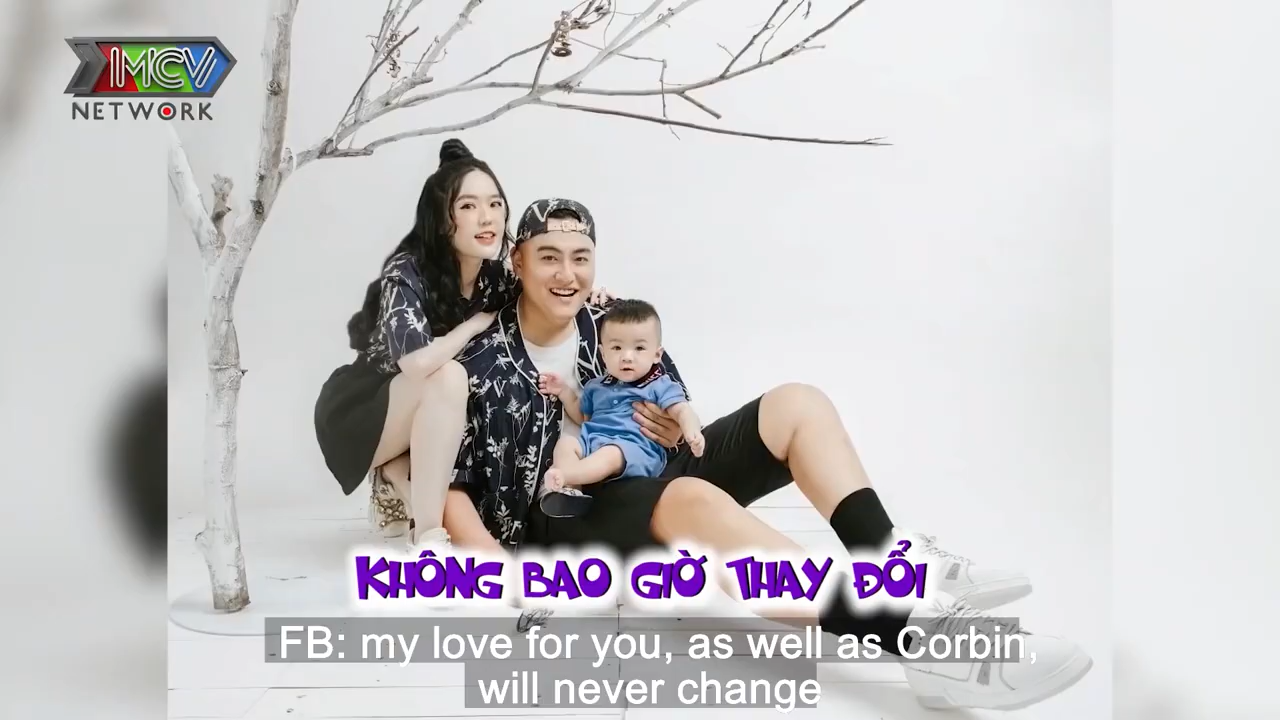 MCV
NETWORK
KHÔNG BAO GIỜ THAY ĐỔI
FB: my love for you, as well as Corbin,
will never change